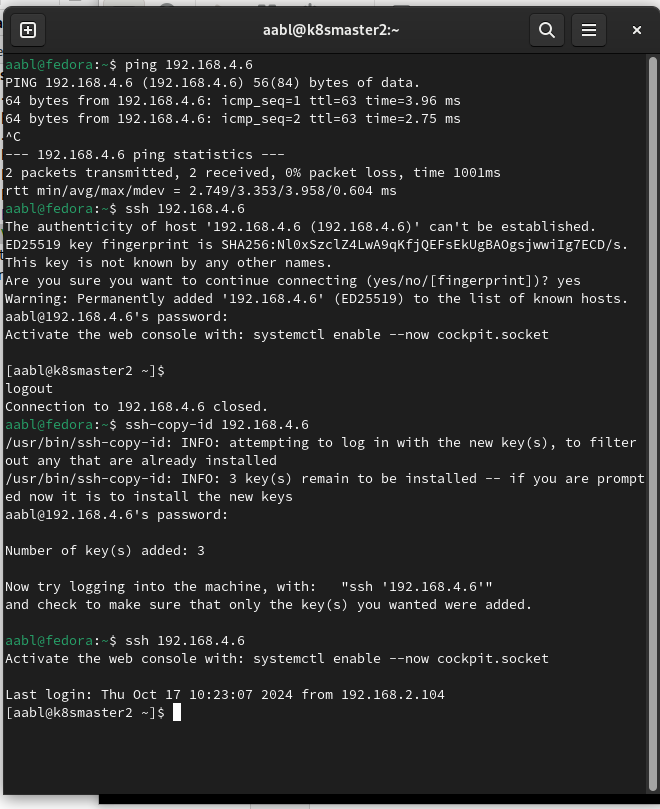 aabl@k8smaster2:~
aabl@fedora:~$ ping 192.168.4.6
PING 192.168.4.6 (192.168.4.6) 56(84) bytes of data.
64 bytes from 192.168.4.6: icmp_seq=1 ttl=63 time=3.96 ms
64 bytes from 192.168.4.6: icmp_seq=2 ttl=63 time=2.75 ms
^C
--- 192.168.4.6 ping statistics ---
2 packets transmitted, 2 received, 0% packet loss, time 1001ms
rtt min/avg/max/mdev = 2.749/3.353/3.958/0.604 ms
aabl@fedora:~$ ssh 192.168.4.6
The authenticity of host '192.168.4.6 (192.168.4.6)' can't be established.
ED25519 key fingerprint is SHA256:Nl0xSzclZ4LwA9qKfjQEFsEkUgBAOgsjwwiIg7ECD/s.
This key is not known by any other names.
Are you sure you want to continue connecting (yes/no/[fingerprint])? yes
Warning: Permanently added '192.168.4.6' (ED25519) to the list of known hosts.
aabl@192.168.4.6's password:
Activate the web console with: systemctl enable --now cockpit.socket
[aabl@k8smaster2 ~]$
logout
Connection to 192.168.4.6 closed.
aabl@fedora:~$ ssh-copy-id 192.168.4.6
/usr/bin/ssh-copy-id: INFO: attempting to log in with the new key(s), to filter
out any that are already installed
/usr/bin/ssh-copy-id: INFO: 3 key(s) remain to be installed -- if you are prompt
ed now it is to install the new keys
aabl@192.168.4.6's password:
Number of key(s) added: 3
Now try logging into the machine, with:   "ssh '192.168.4.6'"
and check to make sure that only the key(s) you wanted were added.
aabl@fedora:~$ ssh 192.168.4.6
Activate the web console with: systemctl enable --now cockpit.socket
Last login: Thu Oct 17 10:23:07 2024 from 192.168.2.104
[aabl@k8smaster2 ~]$